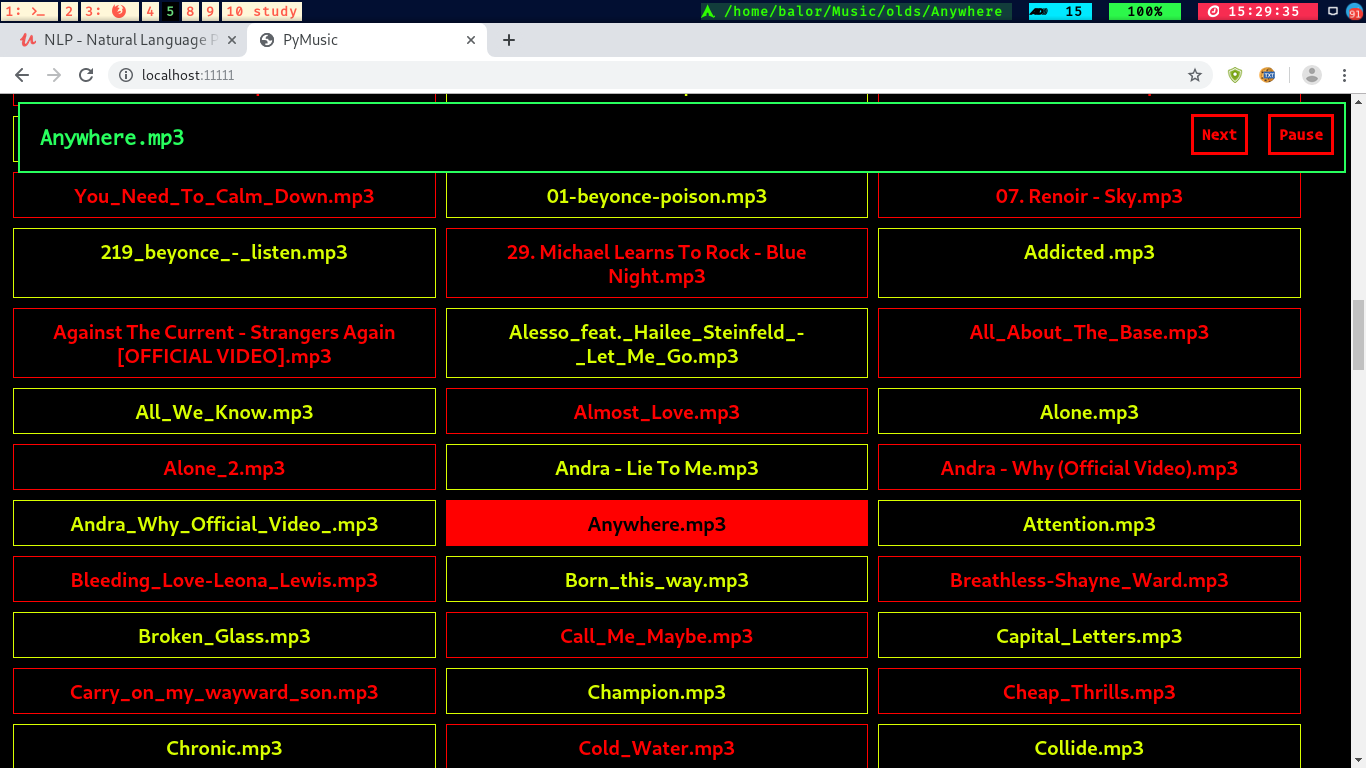 1: >_ 2 3: 4 5 8 9 10 study /home/balor/Music/olds/Anywhere 15 100% 15:29:35 91
NLP - Natural Language P PyMusic
localhost:11111
Anywhere.mp3 Next Pause
You_Need_To_Calm_Down.mp3 01-beyonce-poison.mp3 07. Renoir - Sky.mp3
219_beyonce_-_listen.mp3 29. Michael Learns To Rock - Blue Addicted .mp3
Night.mp3
Against The Current - Strangers Again Alesso_feat._Hailee_Steinfeld_- All_About_The_Base.mp3
[OFFICIAL VIDEO].mp3 _Let_Me_Go.mp3
All_We_Know.mp3 Almost_Love.mp3 Alone.mp3
Alone_2.mp3 Andra - Lie To Me.mp3 Andra - Why (Official Video).mp3
Andra_Why_Official_Video_.mp3 Anywhere.mp3 Attention.mp3
Bleeding_Love-Leona_Lewis.mp3 Born_this_way.mp3 Breathless-Shayne_Ward.mp3
Broken_Glass.mp3 Call_Me_Maybe.mp3 Capital_Letters.mp3
Carry_on_my_wayward_son.mp3 Champion.mp3 Cheap_Thrills.mp3
Chronic.mp3 Cold_Water.mp3 Collide.mp3